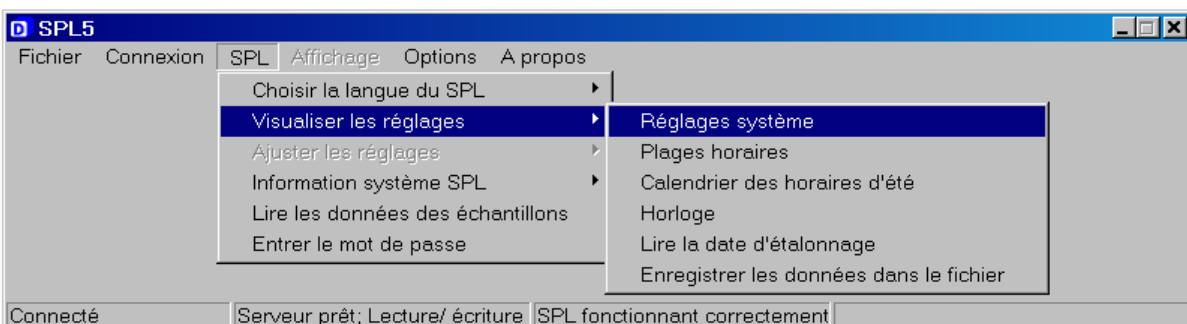 SPL5
Fichier Connexion SPL Affichage Options A propos
Choisir la langue du SPL
Visualiser les réglages
Ajuster les réglages
Information système SPL
Lire les données des échantillons
Entrer le mot de passe
Réglages système
Plages horaires
Calendrier des horaires d'été
Horloge
Lire la date d'étalonnage
Enregistrer les données dans le fichier
Connecté Serveur prêt; Lecture/ écriture SPL fonctionnant correctement